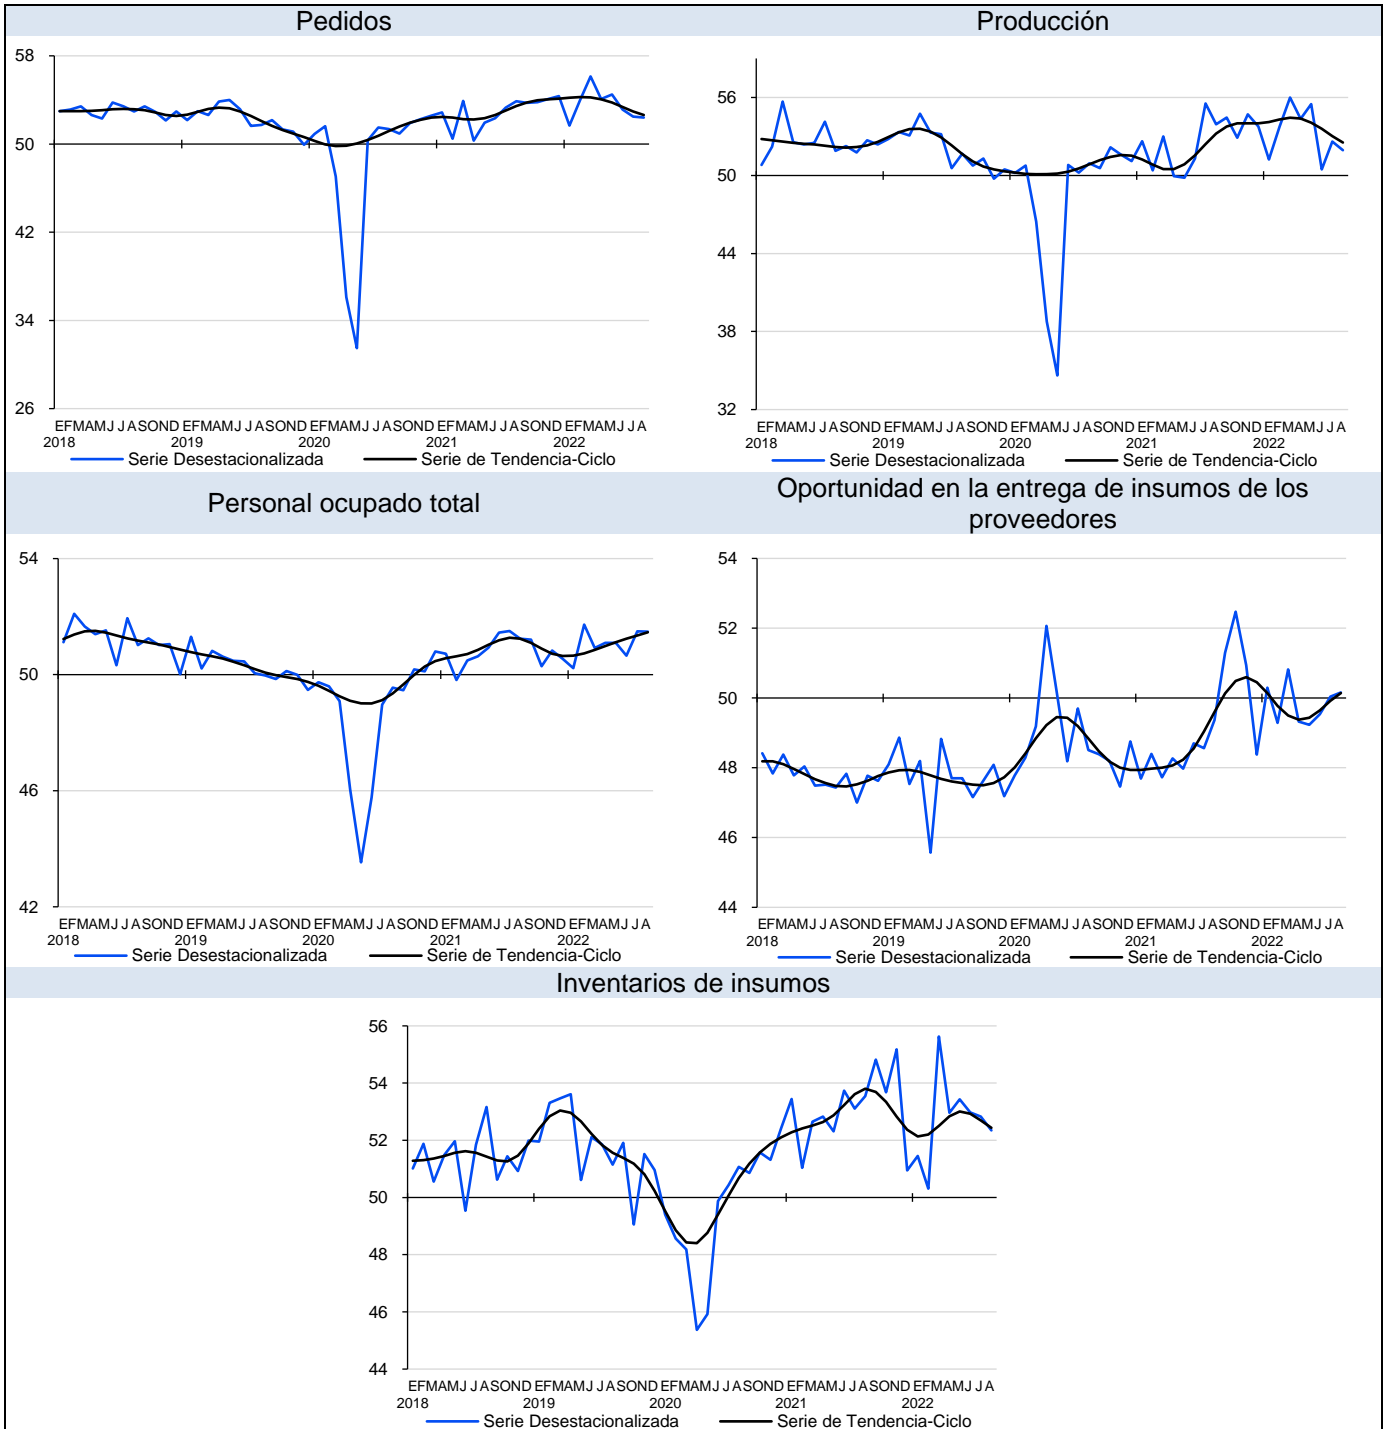 Pedidos
Producción
58
50
42
34
26
EFMAMJ J ASOND EFMAMJ J ASOND EFMAMJ J ASOND EFMAMJ J ASOND EFMAMJ J A
2018 2019 2020 2021 2022
Serie Desestacionalizada Serie de Tendencia-Ciclo
56
50
44
38
32
EFMAMJ J ASOND EFMAMJ J ASOND EFMAMJ J ASOND EFMAMJ J ASOND EFMAMJ J A
2018 2019 2020 2021 2022
Serie Desestacionalizada Serie de Tendencia-Ciclo
Personal ocupado total
Oportunidad en la entrega de insumos de los
proveedores
54
50
46
42
EFMAMJ J ASOND EFMAMJ J ASOND EFMAMJ J ASOND EFMAMJ J ASOND EFMAMJ J A
2018 2019 2020 2021 2022
Serie Desestacionalizada Serie de Tendencia-Ciclo
54
52
50
48
46
44
EFMAMJ J ASOND EFMAMJ J ASOND EFMAMJ J ASOND EFMAMJ J ASOND EFMAMJ J A
2018 2019 2020 2021 2022
Serie Desestacionalizada Serie de Tendencia-Ciclo
Inventarios de insumos
56
54
52
50
48
46
44
EFMAMJ J ASOND EFMAMJ J ASOND EFMAMJ J ASOND EFMAMJ J ASOND EFMAMJ J A
2018 2019 2020 2021 2022
Serie Desestacionalizada Serie de Tendencia-Ciclo